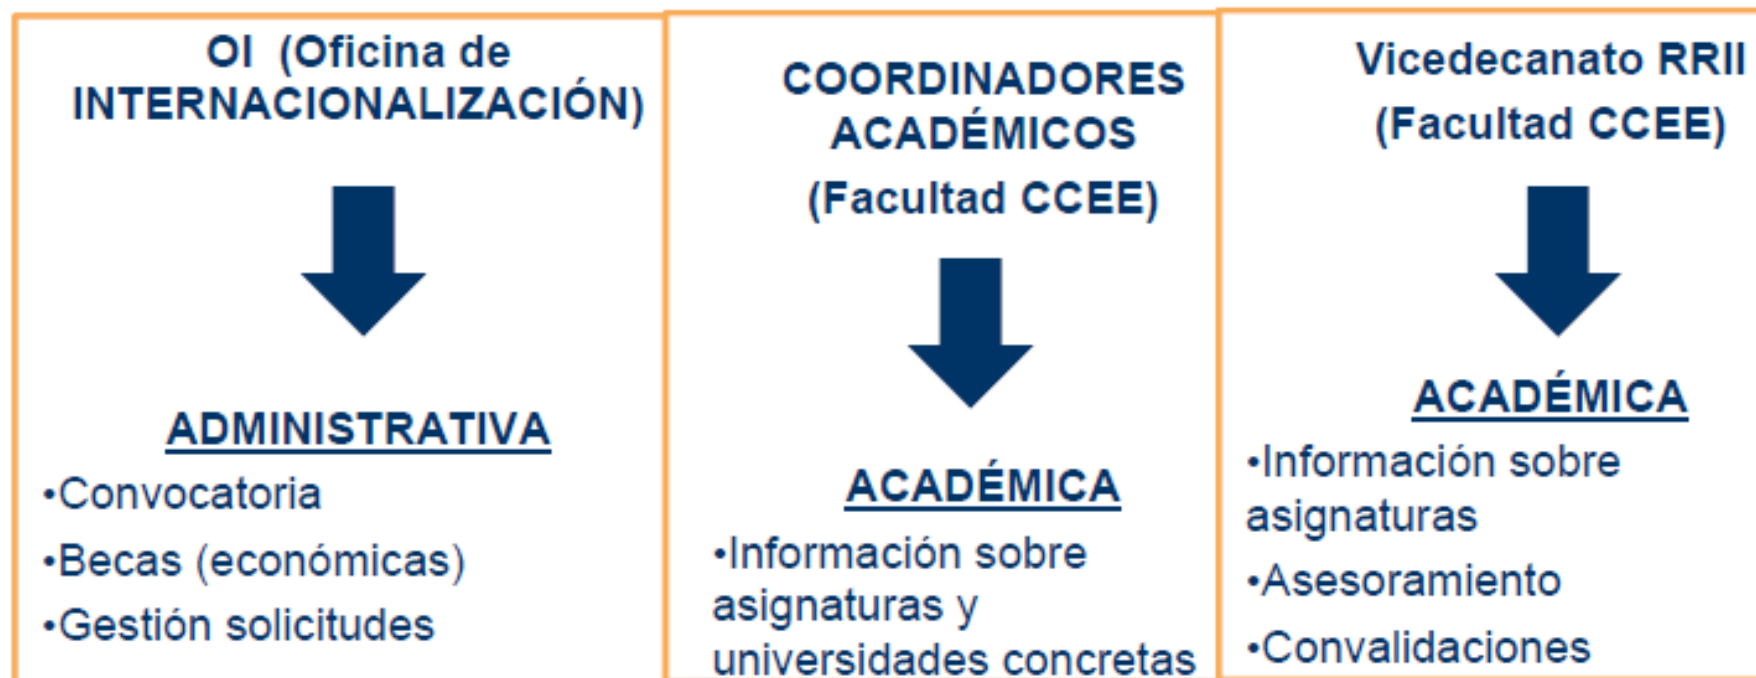 OI (Oficina de
INTERNACIONALIZACIÓN)
ADMINISTRATIVA
•Convocatoria
•Becas (económicas)
•Gestión solicitudes
COORDINADORES
ACADÉMICOS
(Facultad CCEE)
ACADÉMICA
•Información sobre
asignaturas y
universidades concretas
Vicedecanato RRII
(Facultad CCEE)
ACADÉMICA
•Información sobre
asignaturas
•Asesoramiento
•Convalidaciones